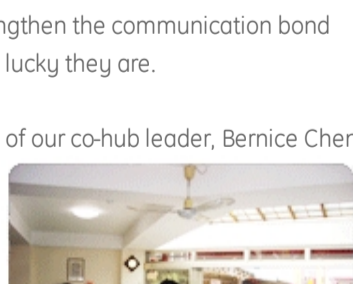 ngthen the communication bond
lucky they are.
of our co-hub leader, Bernice Cher